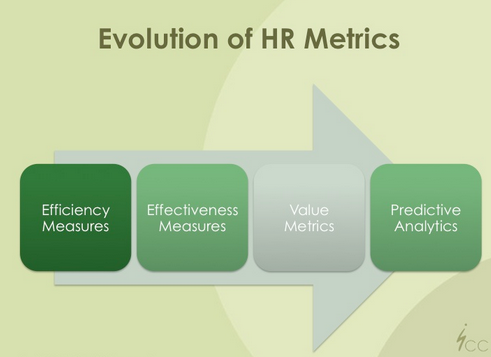 Evolution of HR Metrics
Efficiency
Measures
Effectiveness
Measures
Value
Metrics
Predictive
Analytics